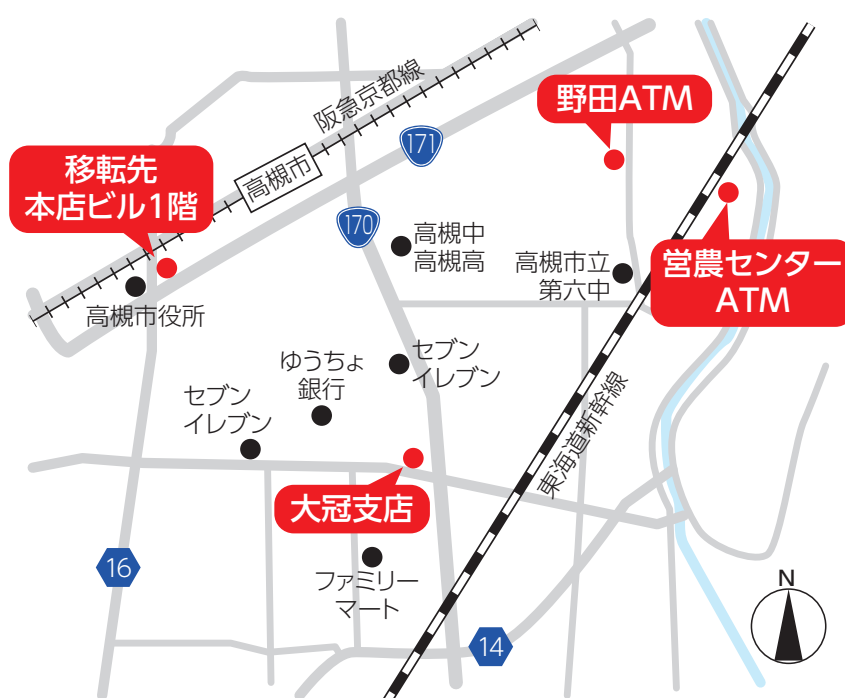 阪急京都線
野田ATM
171
移転先
本店ビル1階
高槻市
170
高槻中
高槻高
高槻市立
第六中
営農センター
ATM
高槻市役所
セブン
イレブン
ゆうちょ
銀行
セブン
イレブン
東海道新幹線
大冠支店
16
ファミリー
マート
N
14